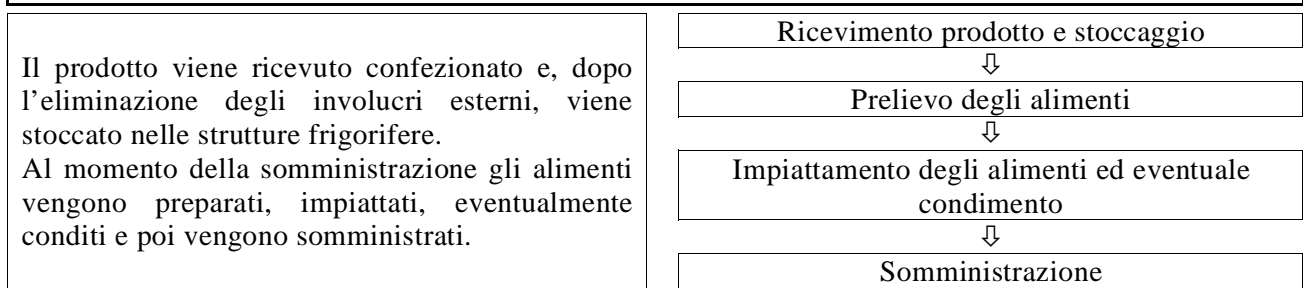 Il prodotto viene ricevuto confezionato e, dopo
l’eliminazione degli involucri esterni, viene
stoccato nelle strutture frigorifere.
Al momento della somministrazione gli alimenti
vengono preparati, impiattati, eventualmente
conditi e poi vengono somministrati.
Ricevimento prodotto e stoccaggio
⇩
Prelievo degli alimenti
⇩
Impiattamento degli alimenti ed eventuale
condimento
⇩
Somministrazione